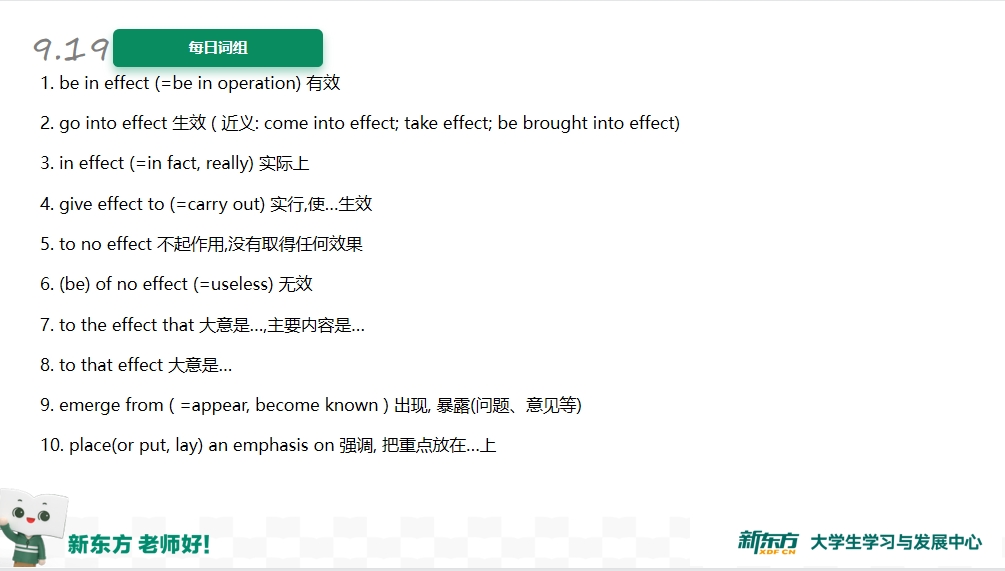 9.19 每日词组
1. be in effect (=be in operation) 有效
2. go into effect 生效 ( 近义: come into effect; take effect; be brought into effect)
3. in effect (=in fact, really) 实际上
4. give effect to (=carry out) 实行,使...生效
5. to no effect 不起作用,没有取得任何效果
6. (be) of no effect (=useless) 无效
7. to the effect that 大意是...,主要内容是...
8. to that effect 大意是...
9. emerge from ( =appear, become known ) 出现, 暴露(问题、意见等)
10. place(or put, lay) an emphasis on 强调, 把重点放在...上
新东方 老师好!
新东方 XDF.CN 大学生学习与发展中心